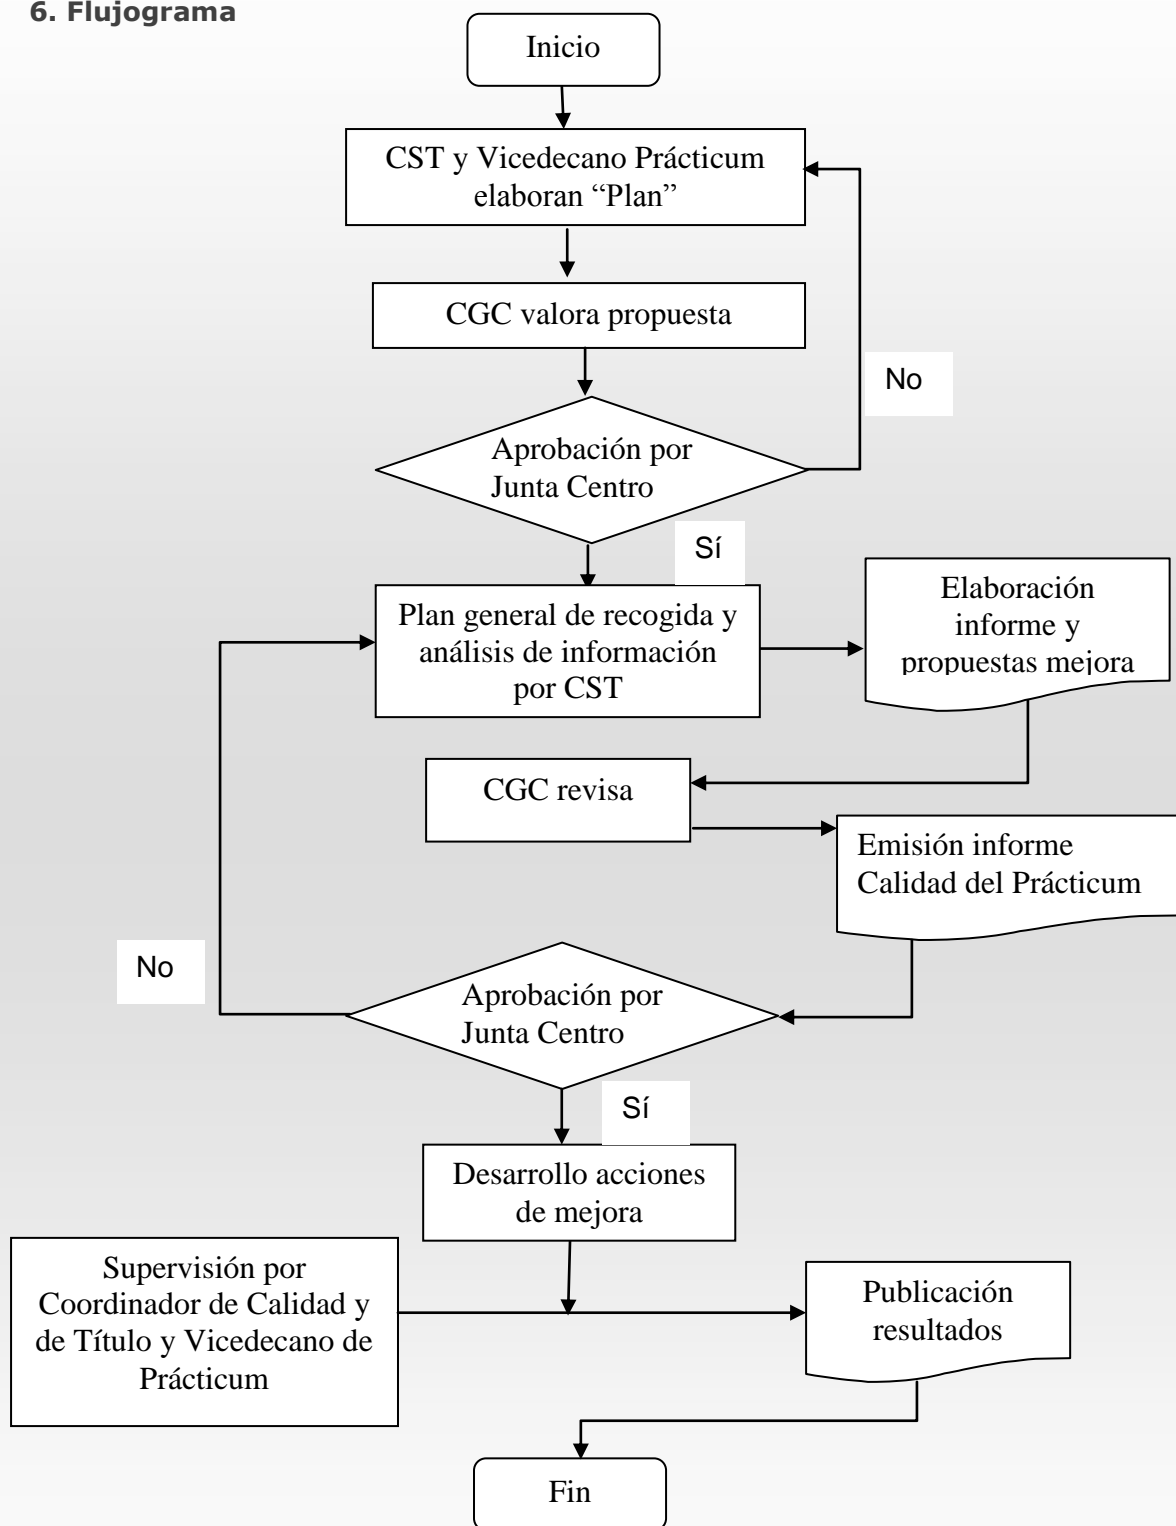 6. Flujograma
Inicio
CST y Vicedecano Prácticum
elaboran “Plan”
CGC valora propuesta
No
Aprobación por
Junta Centro
Sí
Plan general de recogida y
análisis de información
por CST
Elaboración
informe y
propuestas mejora
CGC revisa
Emisión informe
Calidad del Prácticum
No
Aprobación por
Junta Centro
Sí
Desarrollo acciones
de mejora
Supervisión por
Coordinador de Calidad y
de Título y Vicedecano de
Prácticum
Publicación
resultados
Fin